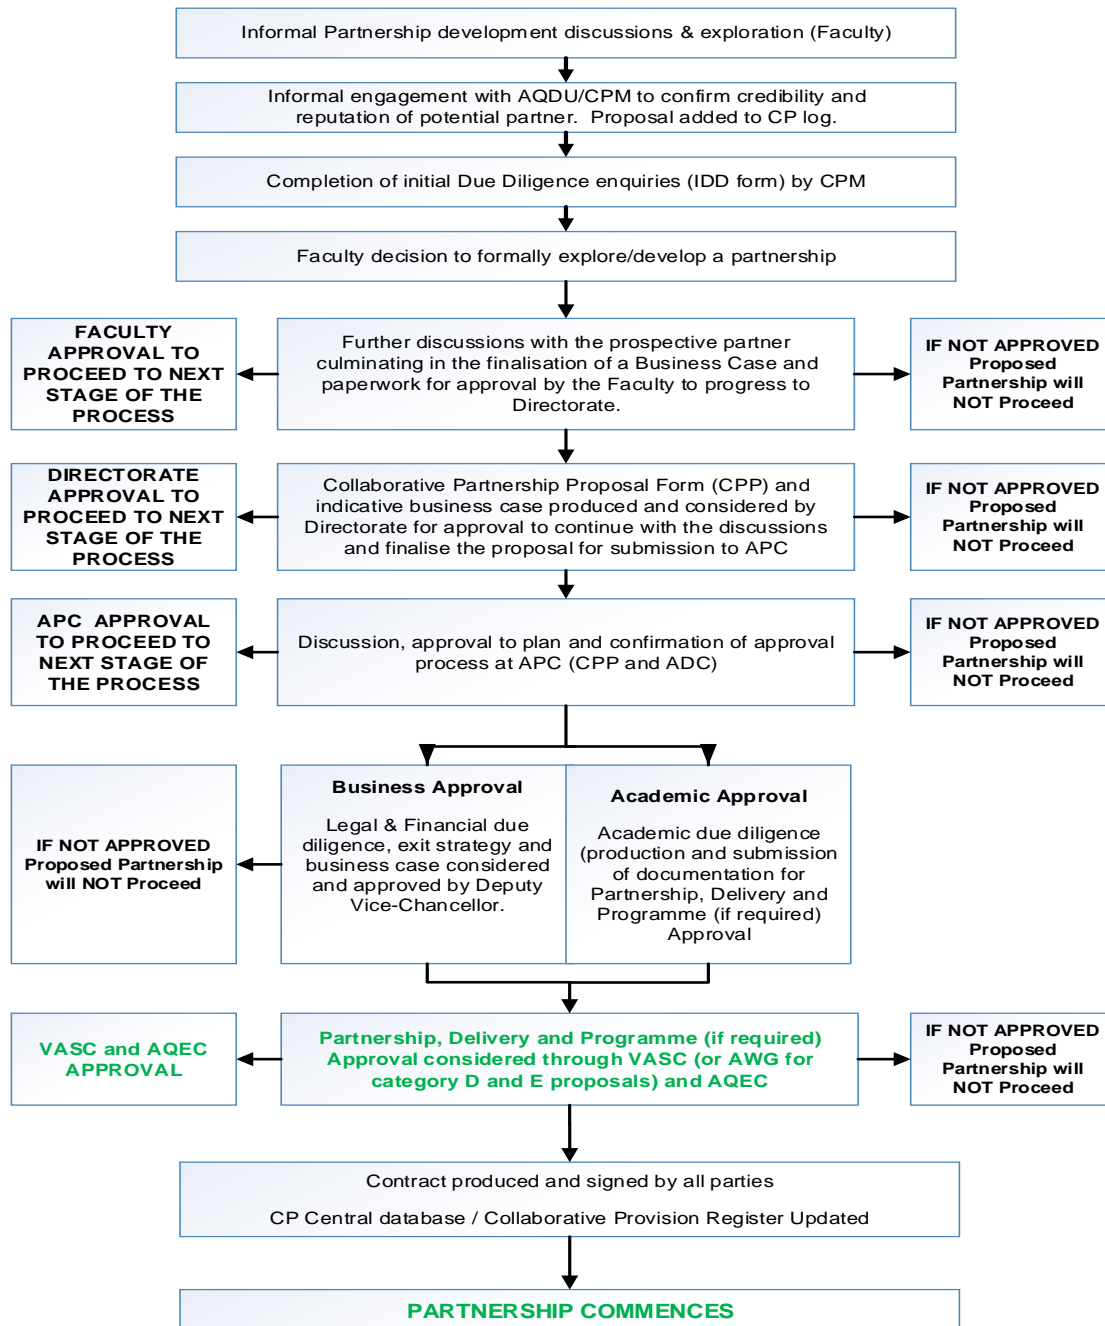 Informal Partnership development discussions & exploration (Faculty)
Informal engagement with AQDU/CPM to confirm credibility and
reputation of potential partner.  Proposal added to CP log.
Completion of initial Due Diligence enquiries (IDD form) by CPM
Faculty decision to formally explore/develop a partnership
FACULTY
APPROVAL TO
PROCEED TO NEXT
STAGE OF THE
PROCESS
Further discussions with the prospective partner
culminating in the finalisation of a Business Case and
paperwork for approval by the Faculty to progress to
Directorate.
IF NOT APPROVED
Proposed
Partnership will
NOT Proceed
DIRECTORATE
APPROVAL TO
PROCEED TO NEXT
STAGE OF THE
PROCESS
Collaborative Partnership Proposal Form (CPP) and
indicative business case produced and considered by
Directorate for approval to continue with the discussions
and finalise the proposal for submission to APC
IF NOT APPROVED
Proposed
Partnership will
NOT Proceed
APC  APPROVAL
TO PROCEED TO
NEXT STAGE OF
THE PROCESS
Discussion, approval to plan and confirmation of approval
process at APC (CPP and ADC)
IF NOT APPROVED
Proposed
Partnership will
NOT Proceed
IF NOT APPROVED
Proposed Partnership
will NOT Proceed
Business Approval
Legal & Financial due
diligence, exit strategy and
business case considered
and approved by Deputy
Vice-Chancellor.
Academic Approval
Academic due diligence
(production and submission
of documentation for
Partnership, Delivery and
Programme (if required)
Approval
VASC and AQEC
APPROVAL
Partnership, Delivery and Programme (if required)
Approval considered through VASC (or AWG for
category D and E proposals) and AQEC
IF NOT APPROVED
Proposed
Partnership will
NOT Proceed
Contract produced and signed by all parties
CP Central database / Collaborative Provision Register Updated
PARTNERSHIP COMMENCES